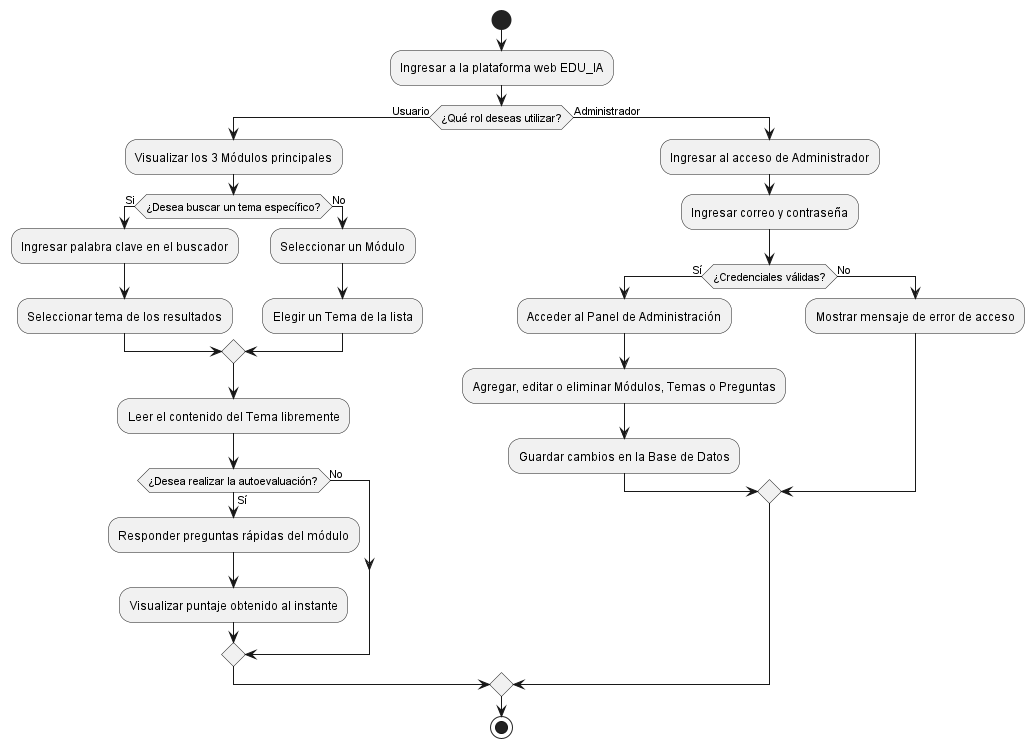 Ingresar a la plataforma web EDU_IA
¿Qué rol deseas utilizar?
Usuario
Administrador
Visualizar los 3 Módulos principales
¿Desea buscar un tema específico?
Si
No
Ingresar palabra clave en el buscador
Seleccionar un Módulo
Seleccionar tema de los resultados
Elegir un Tema de la lista
Leer el contenido del Tema libremente
¿Desea realizar la autoevaluación?
No
Sí
Responder preguntas rápidas del módulo
Visualizar puntaje obtenido al instante
Ingresar al acceso de Administrador
Ingresar correo y contraseña
¿Credenciales válidas?
Sí
No
Acceder al Panel de Administración
Mostrar mensaje de error de acceso
Agregar, editar o eliminar Módulos, Temas o Preguntas
Guardar cambios en la Base de Datos